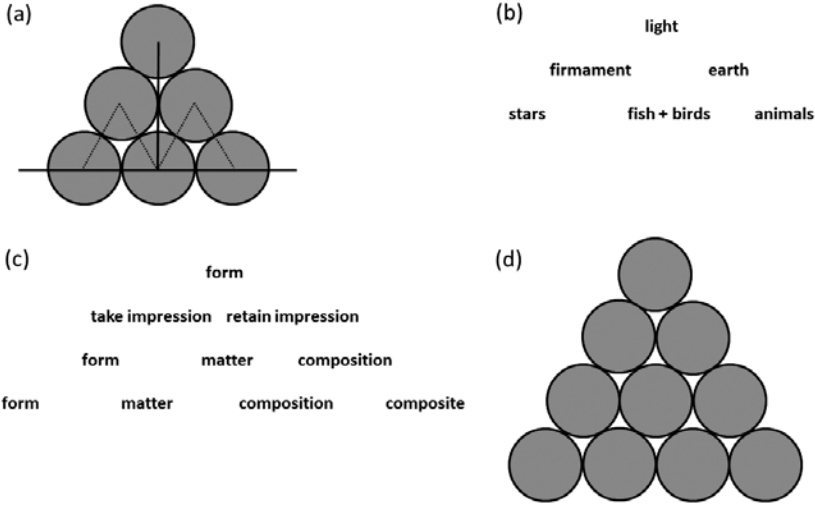 (a)
(b)
light
firmament earth
stars fish + birds animals
(c)
form
take impression retain impression
form matter composition
form matter composition composite
(d)